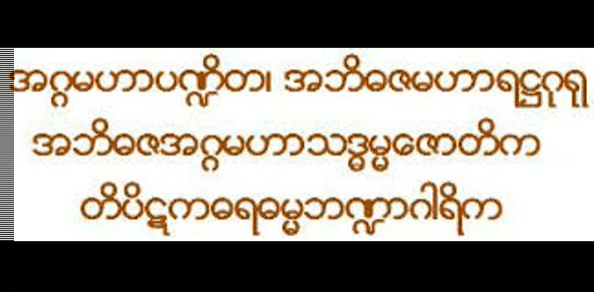 အဂ္ဂမဟာပဏ္ဍိတ၊ အဘိဓဇမဟာရဋ္ဌဂုရု
အဘိဓဇအဂ္ဂမဟာသဒ္ဓမ္မဇောတိက
တိပိဋကဓရဓမ္မဘဏ္ဍာဂါရိက